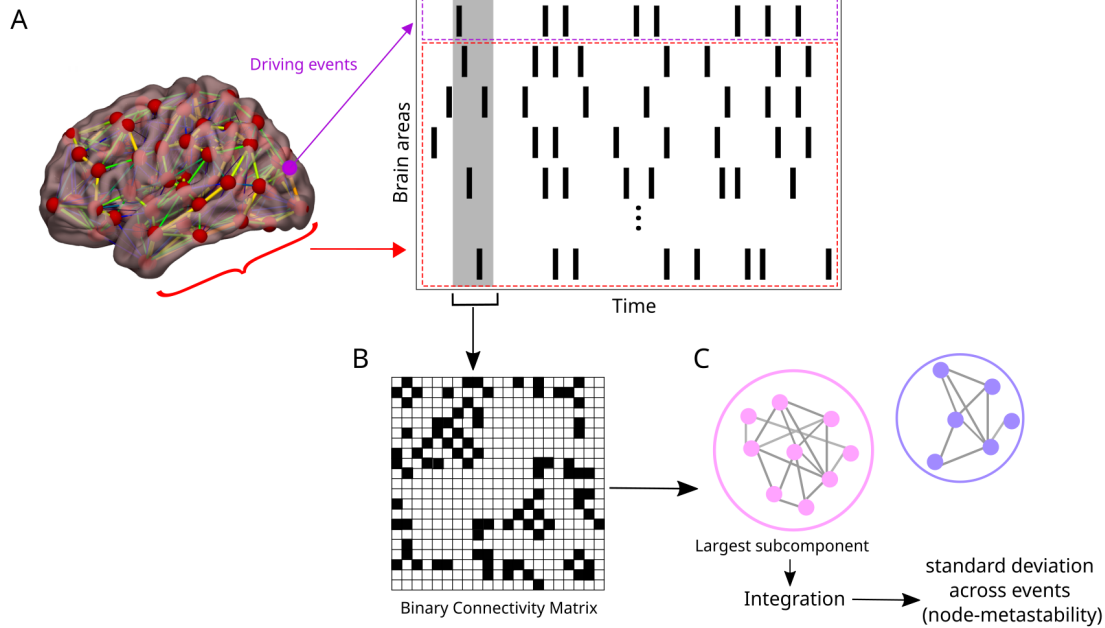 A
Driving events
Brain areas
Time
B
C
Binary Connectivity Matrix
Largest subcomponent
Integration
standard deviation
across events
(node-metastability)